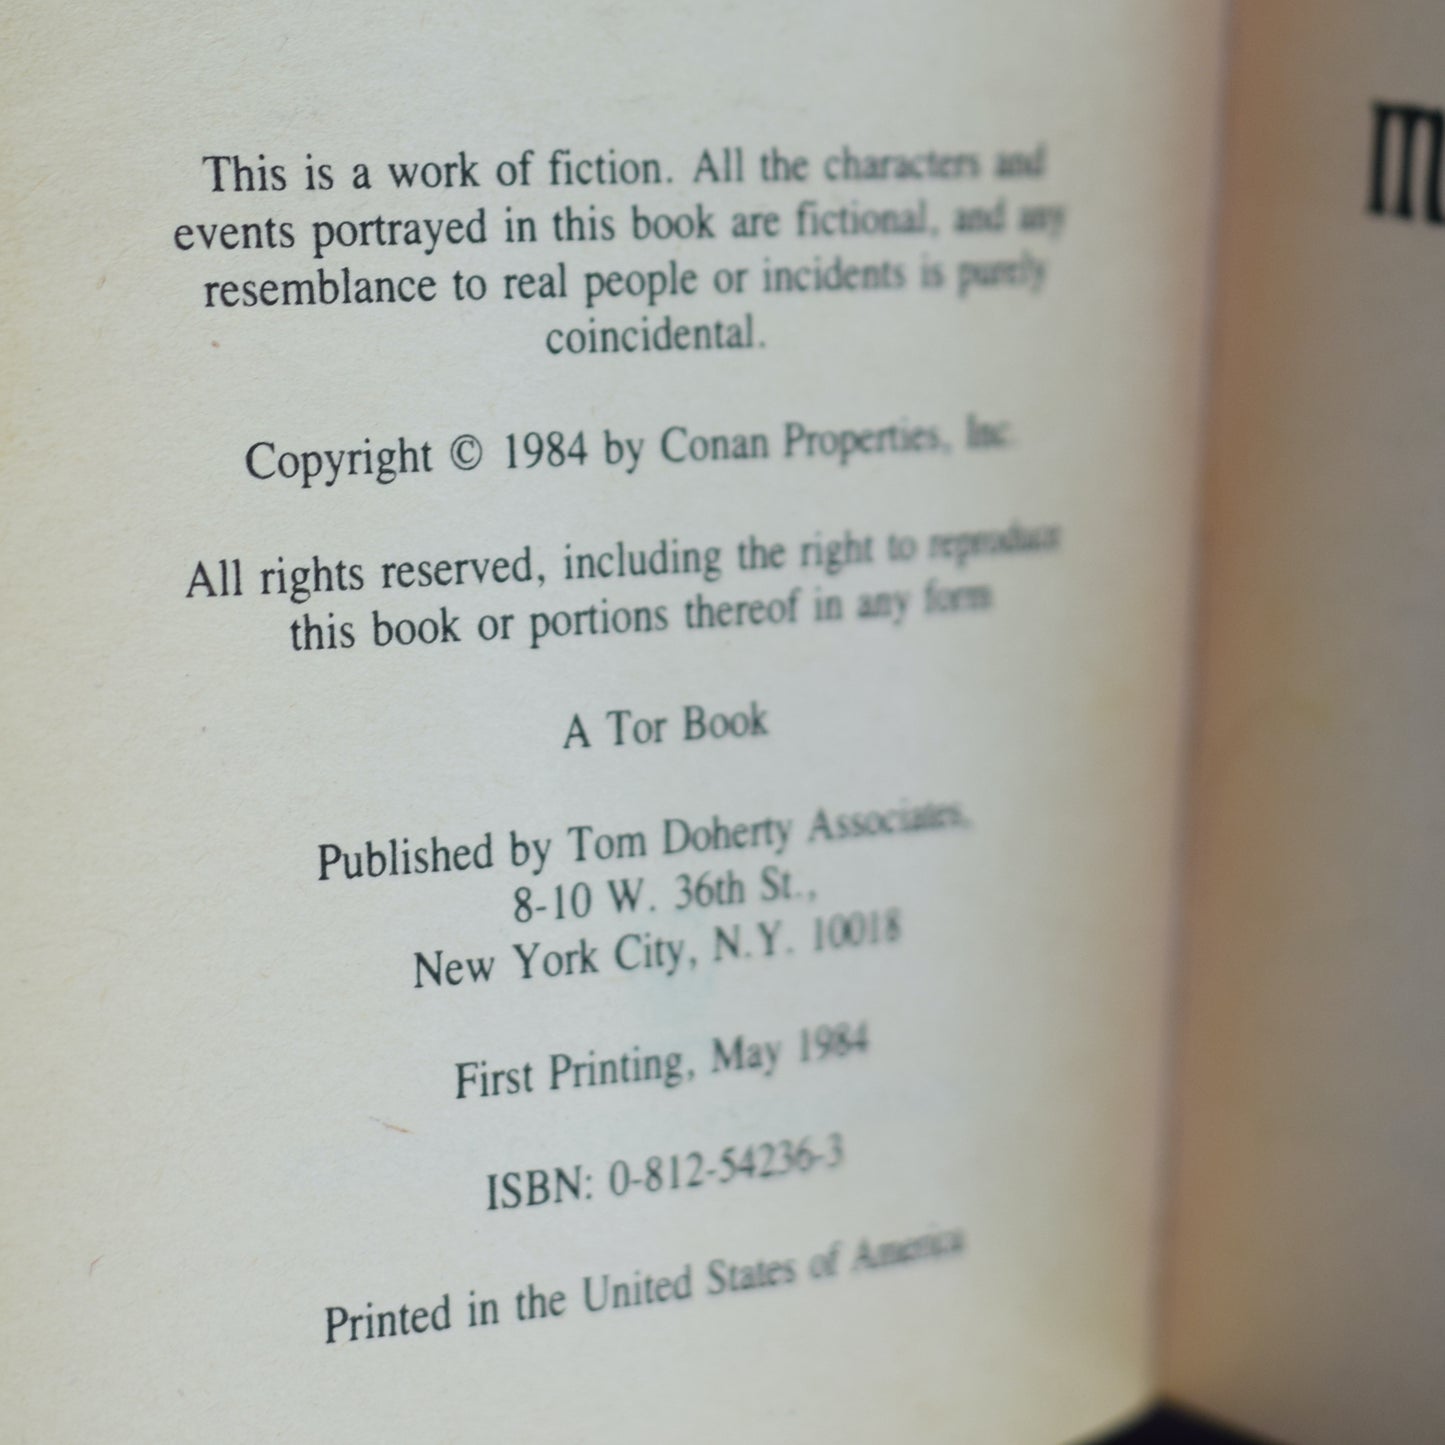 This is a work of fiction. All the characters and
events portrayed in this book are fictional, and any
resemblance to real people or incidents is purely
coincidental.
Copyright © 1984 by Conan Properties, Inc.
All rights reserved, including the right to reproduce
this book or portions thereof in any form
A Tor Book
Published by Tom Doherty Associates,
8-10 W. 36th St.,
New York City, N.Y. 10018
First Printing, May 1984
ISBN: 0-812-54236-3
Printed in the United States of America